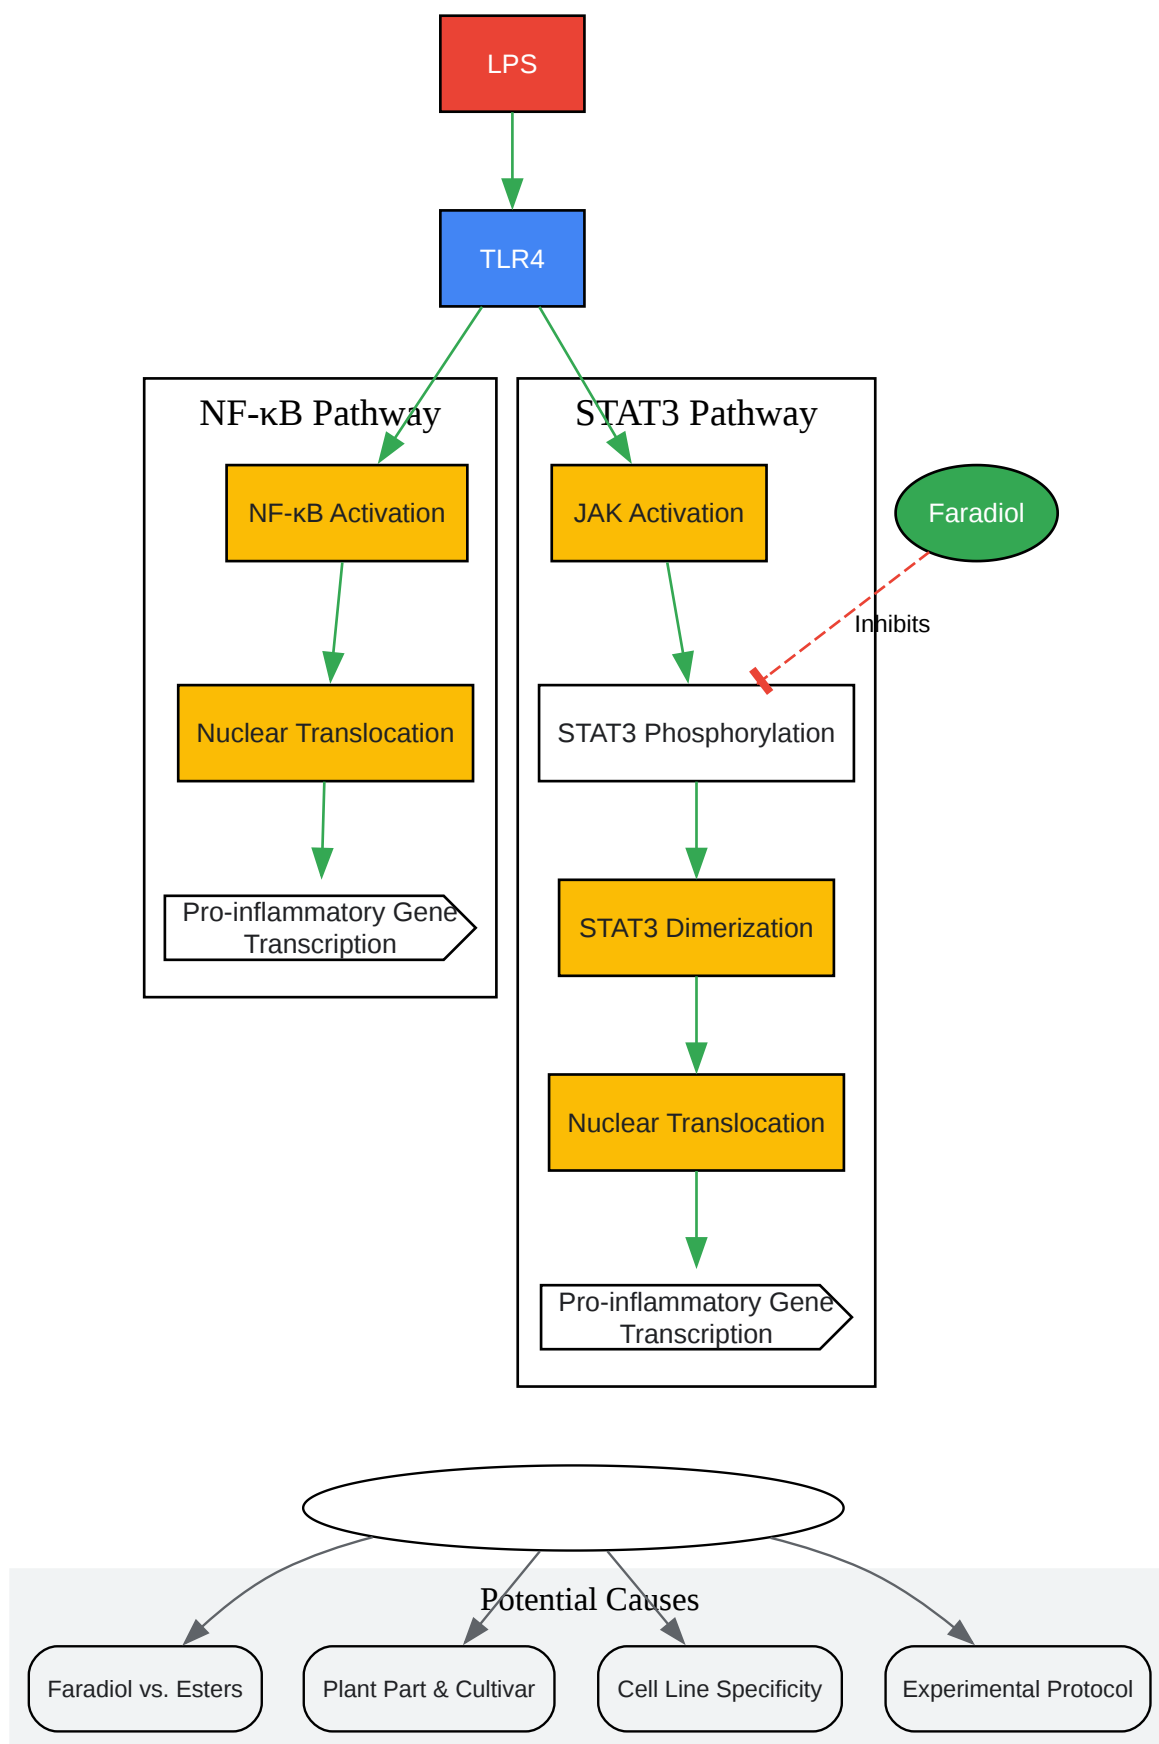 LPS
TLR4
NF-κB Pathway
STAT3 Pathway
NF-κB Activation
JAK Activation
Faradiol
Inhibits
Nuclear Translocation
STAT3 Phosphorylation
Pro-inflammatory Gene
Transcription
STAT3 Dimerization
Nuclear Translocation
Pro-inflammatory Gene
Transcription
Potential Causes
Faradiol vs. Esters
Plant Part & Cultivar
Cell Line Specificity
Experimental Protocol